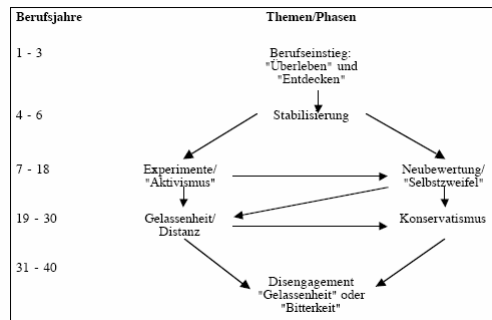 Berufsjahre Themen/Phasen
1 - 3 Berufseinstieg:
"Überleben" und
"Entdecken"
4 - 6 Stabilisierung
7 - 18 Experimente/ Neubewertung/
"Aktivismus" "Selbstzweifel"
19 - 30 Gelassenheit/ Konservatismus
Distanz
31 - 40
Disengagement
"Gelassenheit" oder
"Bitterkeit"